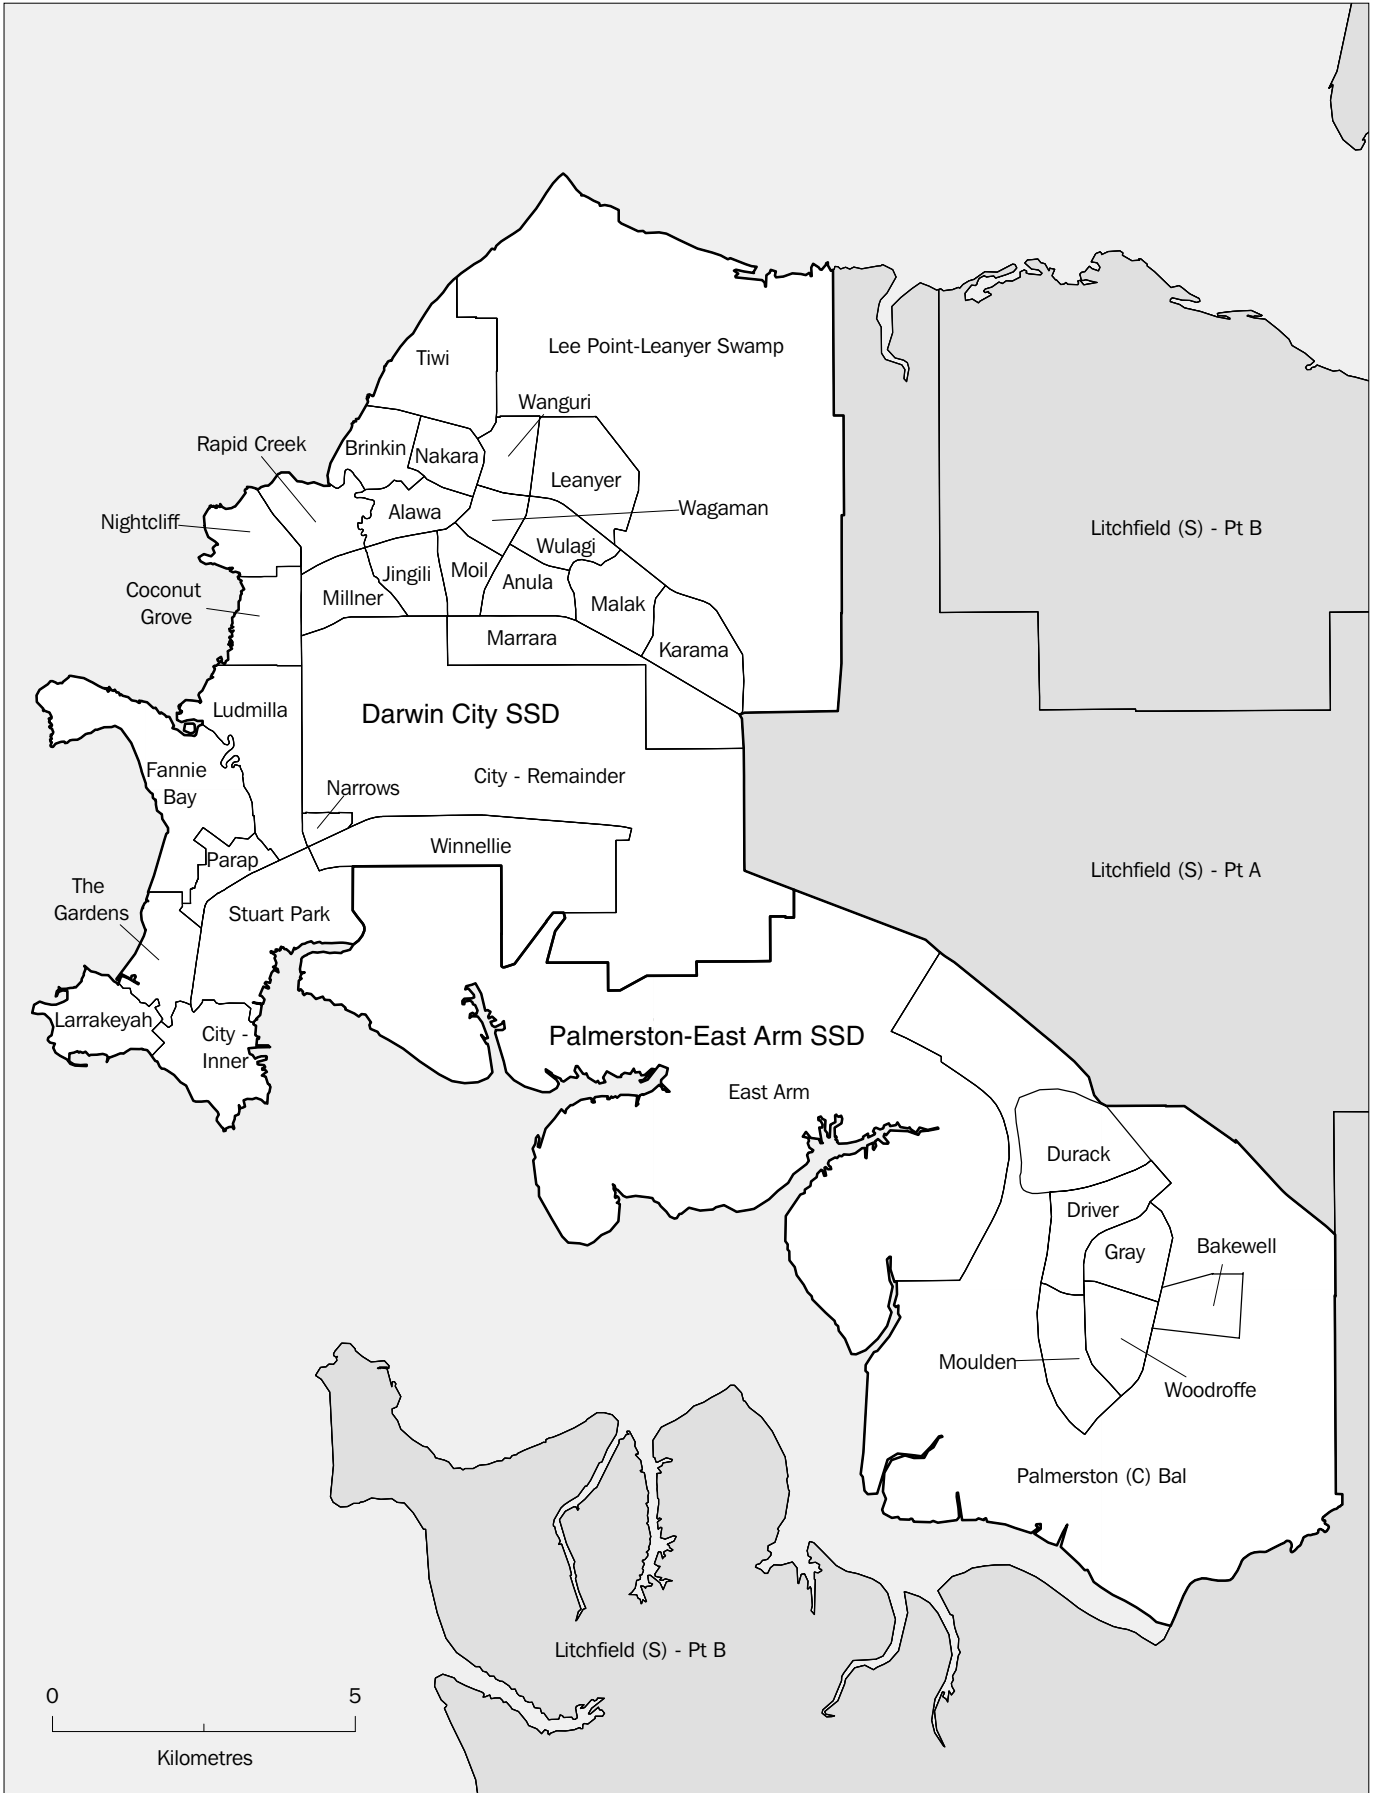 Tiwi
Lee Point-Leanyer Swamp
Wanguri
Rapid Creek
Brinkin
Nakara
Leanyer
Nightcliff
Alawa
Wagaman
Litchfield (S) - Pt B
Wulagi
Coconut
Grove
Millner
Jingili
Moil
Anula
Malak
Marrara
Karama
Ludmilla
Darwin City SSD
Fannie
Bay
City - Remainder
Narrows
Winnellie
Parap
Litchfield (S) - Pt A
The
Gardens
Stuart Park
Larrakeyah
City -
Inner
Palmerston-East Arm SSD
East Arm
Durack
Driver
Gray
Bakewell
Moulden
Woodroffe
Palmerston (C) Bal
Litchfield (S) - Pt B
0 5
Kilometres